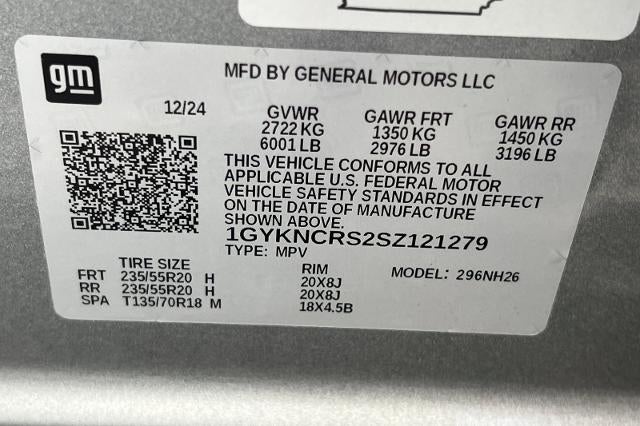 gm
MFD BY GENERAL MOTORS LLC
12/24
GVWR GAWR FRT GAWR RR
2722 KG 1350 KG 1450 KG
6001 LB 2976 LB 3196 LB
THIS VEHICLE CONFORMS TO ALL
APPLICABLE U.S. FEDERAL MOTOR
VEHICLE SAFETY STANDARDS IN EFFECT
ON THE DATE OF MANUFACTURE
SHOWN ABOVE.
1GYKNCRS2SZ121279
TYPE: MPV
TIRE SIZE RIM MODEL: 296NH26
FRT 235/55R20 H 20X8J
RR 235/55R20 H 20X8J
SPA T135/70R18 M 18X4.5B